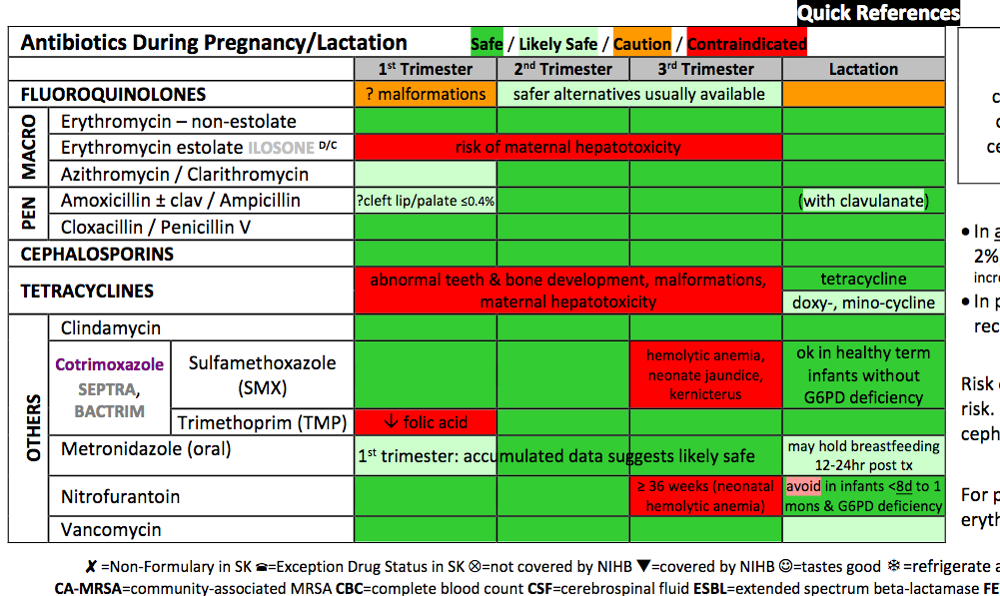 Quick References
Antibiotics During Pregnancy/Lactation Safe / Likely Safe / Caution / Contraindicated
1st Trimester 2nd Trimester 3rd Trimester Lactation
FLUOROQUINOLONES ? malformations safer alternatives usually available
MACRO
Erythromycin – non-estolate
Erythromycin estolate ILOSONE D/C risk of maternal hepatotoxicity
Azithromycin / Clarithromycin
PEN
Amoxicillin ± clav / Ampicillin ?cleft lip/palate ≤0.4% (with clavulanate)
Cloxacillin / Penicillin V
CEPHALOSPORINS
TETRACYCLINES
abnormal teeth & bone development, malformations,
maternal hepatotoxicity
tetracycline
doxy-, mino-cycline
OTHERS
Clindamycin
Cotrimoxazole
SEPTRA,
BACTRIM
Sulfamethoxazole
(SMX)
hemolytic anemia,
neonate jaundice,
kernicterus
ok in healthy term
infants without
G6PD deficiency
Trimethoprim (TMP) ↓ folic acid
Metronidazole (oral) 1st trimester: accumulated data suggests likely safe
may hold breastfeeding
12-24hr post tx
Nitrofurantoin
≥ 36 weeks (neonatal
hemolytic anemia)
avoid in infants <8d to 1
mons & G6PD deficiency
Vancomycin
c
ce
• In a
2%
incre
• In p
rec
Risk
risk.
ceph
For p
eryth
✗ =Non-Formulary in SK ☎=Exception Drug Status in SK ⊗=not covered by NIHB ▼=covered by NIHB ☺=tastes good ❄=refrigerate a
CA-MRSA=community-associated MRSA CBC=complete blood count CSF=cerebrospinal fluid ESBL=extended spectrum beta-lactamase FE